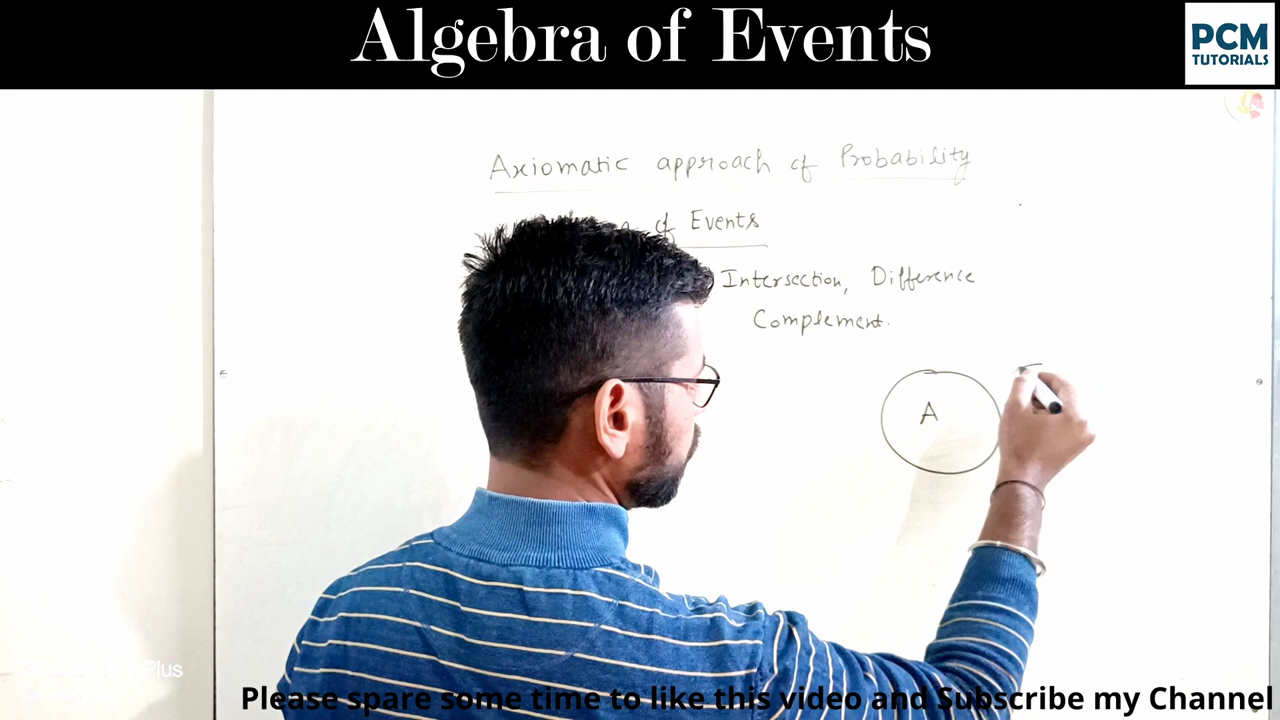 Algebra of Events
PCM
TUTORIALS
Axiomatic approach of Probability
of Events
Intersection, Difference
Complement.
A
Plus
Please spare some time to like this video and Subscribe my Channel